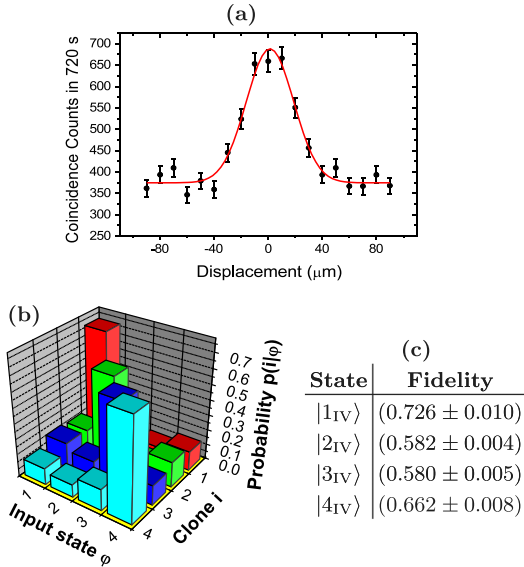 (a)
Coincidence Counts in 720 s
700
650
600
550
500
450
400
350
300
250
-80 -40 0 40 80
Displacement (μm)
(b)
Probability p(i|φ)
0.7
0.6
0.5
0.4
0.3
0.2
0.1
0.0
1 2 3 4
Input state φ
4 3 2 1
Clone i
(c)
State Fidelity
|1IV⟩ (0.726 ± 0.010)
|2IV⟩ (0.582 ± 0.004)
|3IV⟩ (0.580 ± 0.005)
|4IV⟩ (0.662 ± 0.008)